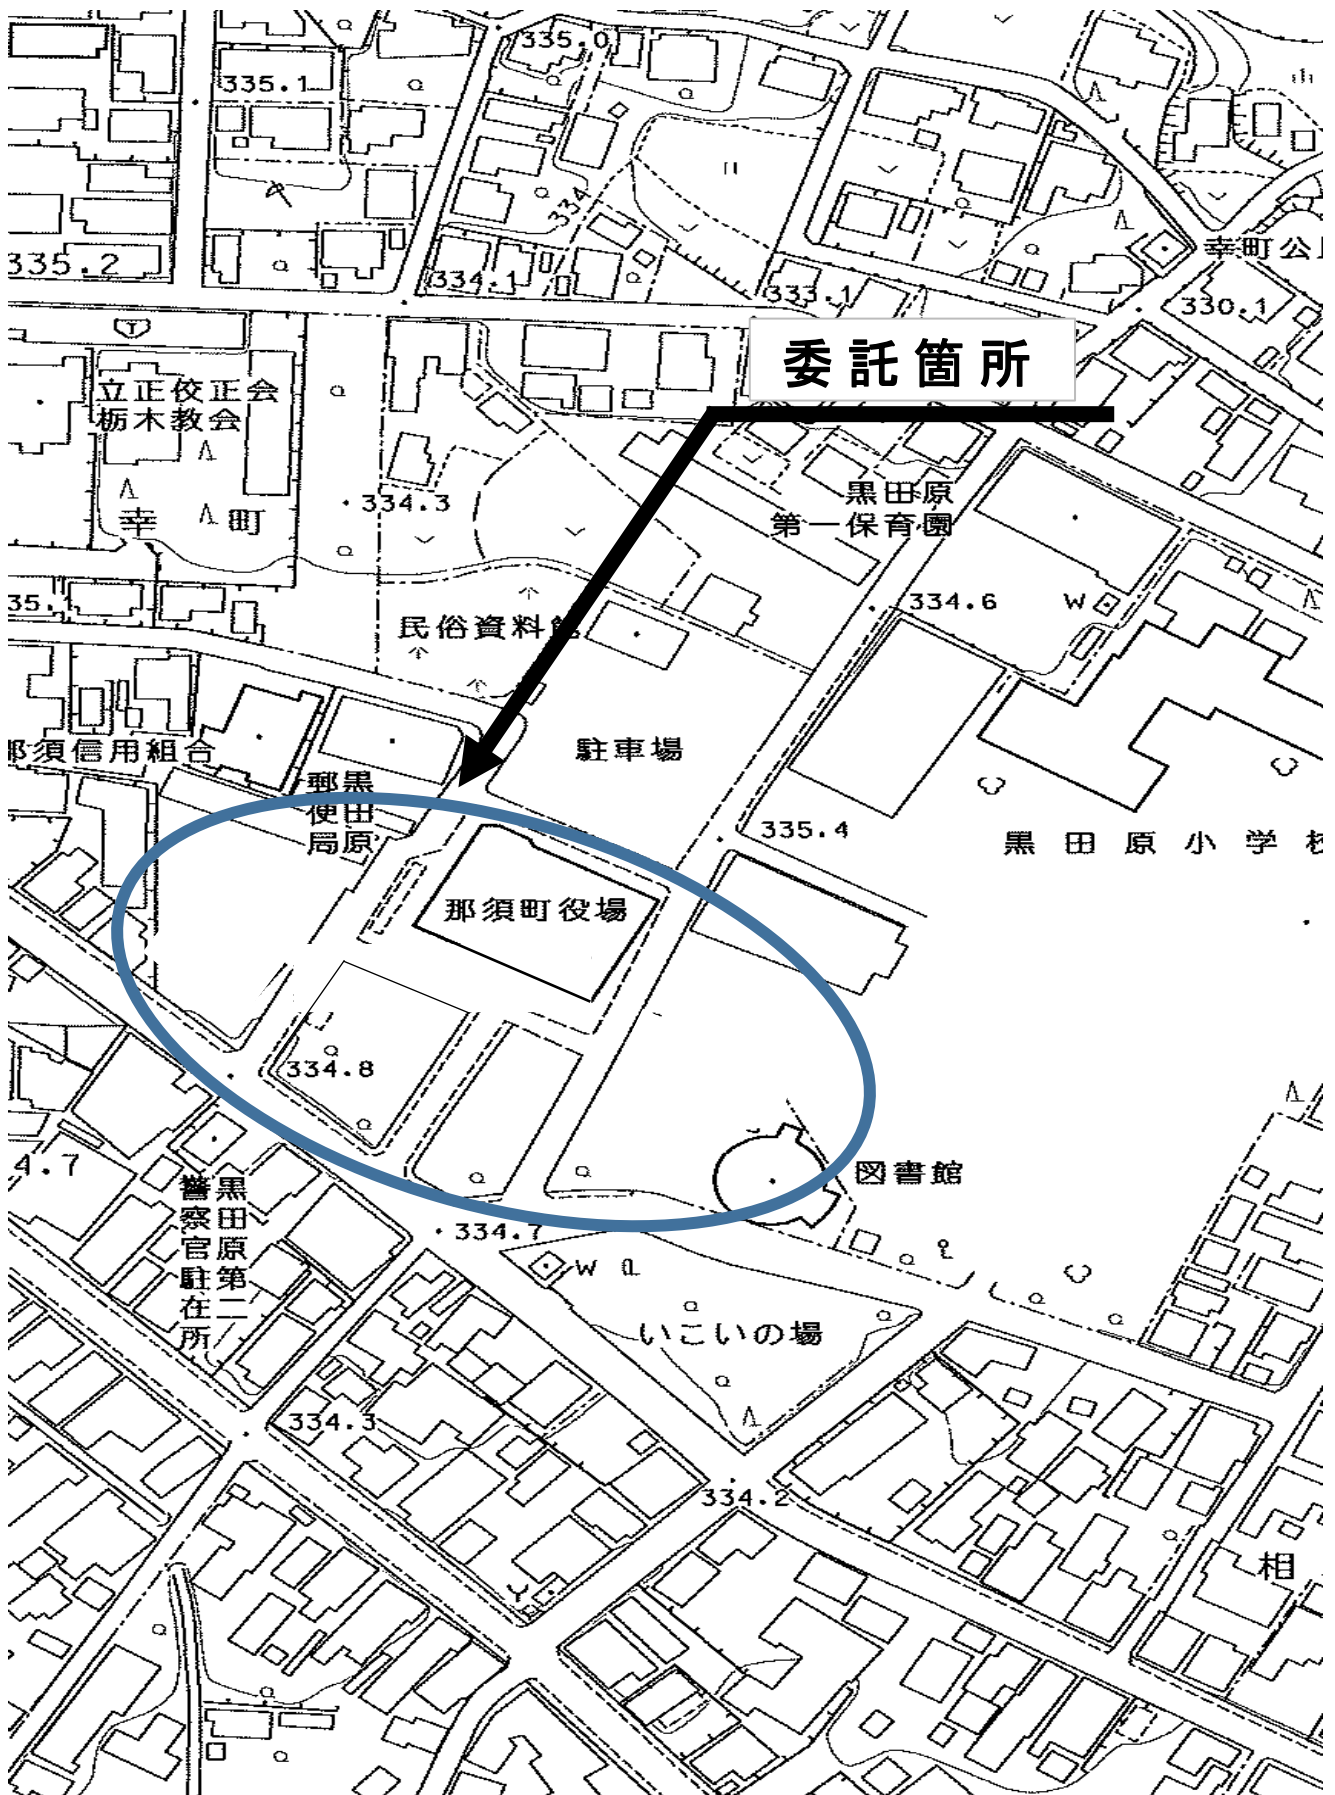 335.0
335.1
334
335.2
334.1
333.1
幸町公
330.1
委託箇所
立正佼正会
栃木教会
334.3
幸町
黒田原
第一保育園
35.
334.6
W
民俗資料館
駐車場
那須信用組合
黒田原
郵便局
335.4
黒田原小学校
那須町役場
334.8
4.7
黒田原第二
警察官駐在所
図書館
334.7
W
いこいの場
334.3
334.2
Y
相